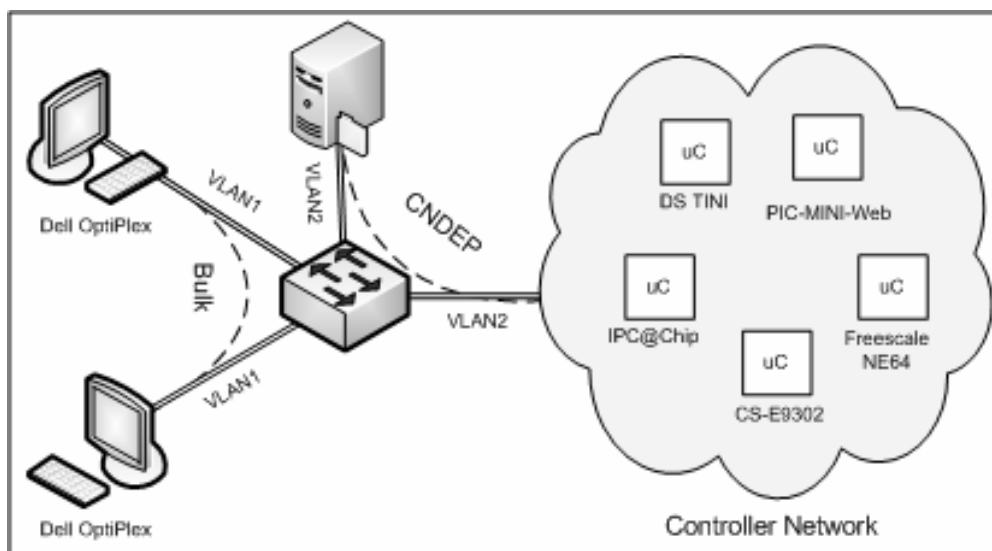 Dell OptiPlex
VLAN1
VLAN2
CNDEP
Bulk
VLAN1
VLAN2
Dell OptiPlex
uC
DS TINI
uC
PIC-MINI-Web
uC
IPC@Chip
uC
Freescale
NE64
uC
CS-E9302
Controller Network